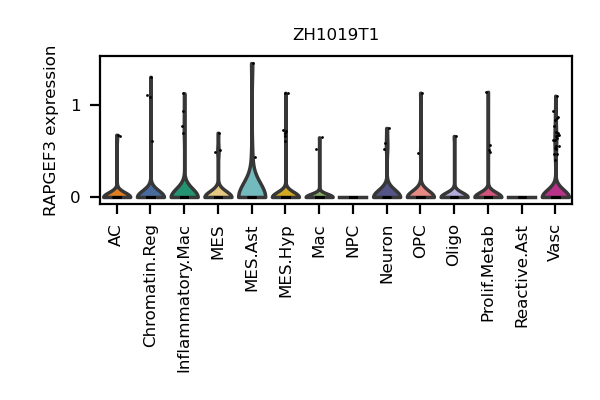 ZH1019T1
RAPGEF3 expression
1
0
AC
Chromatin.Reg
Inflammatory.Mac
MES
MES.Ast
MES.Hyp
Mac
NPC
Neuron
OPC
Oligo
Prolif.Metab
Reactive.Ast
Vasc